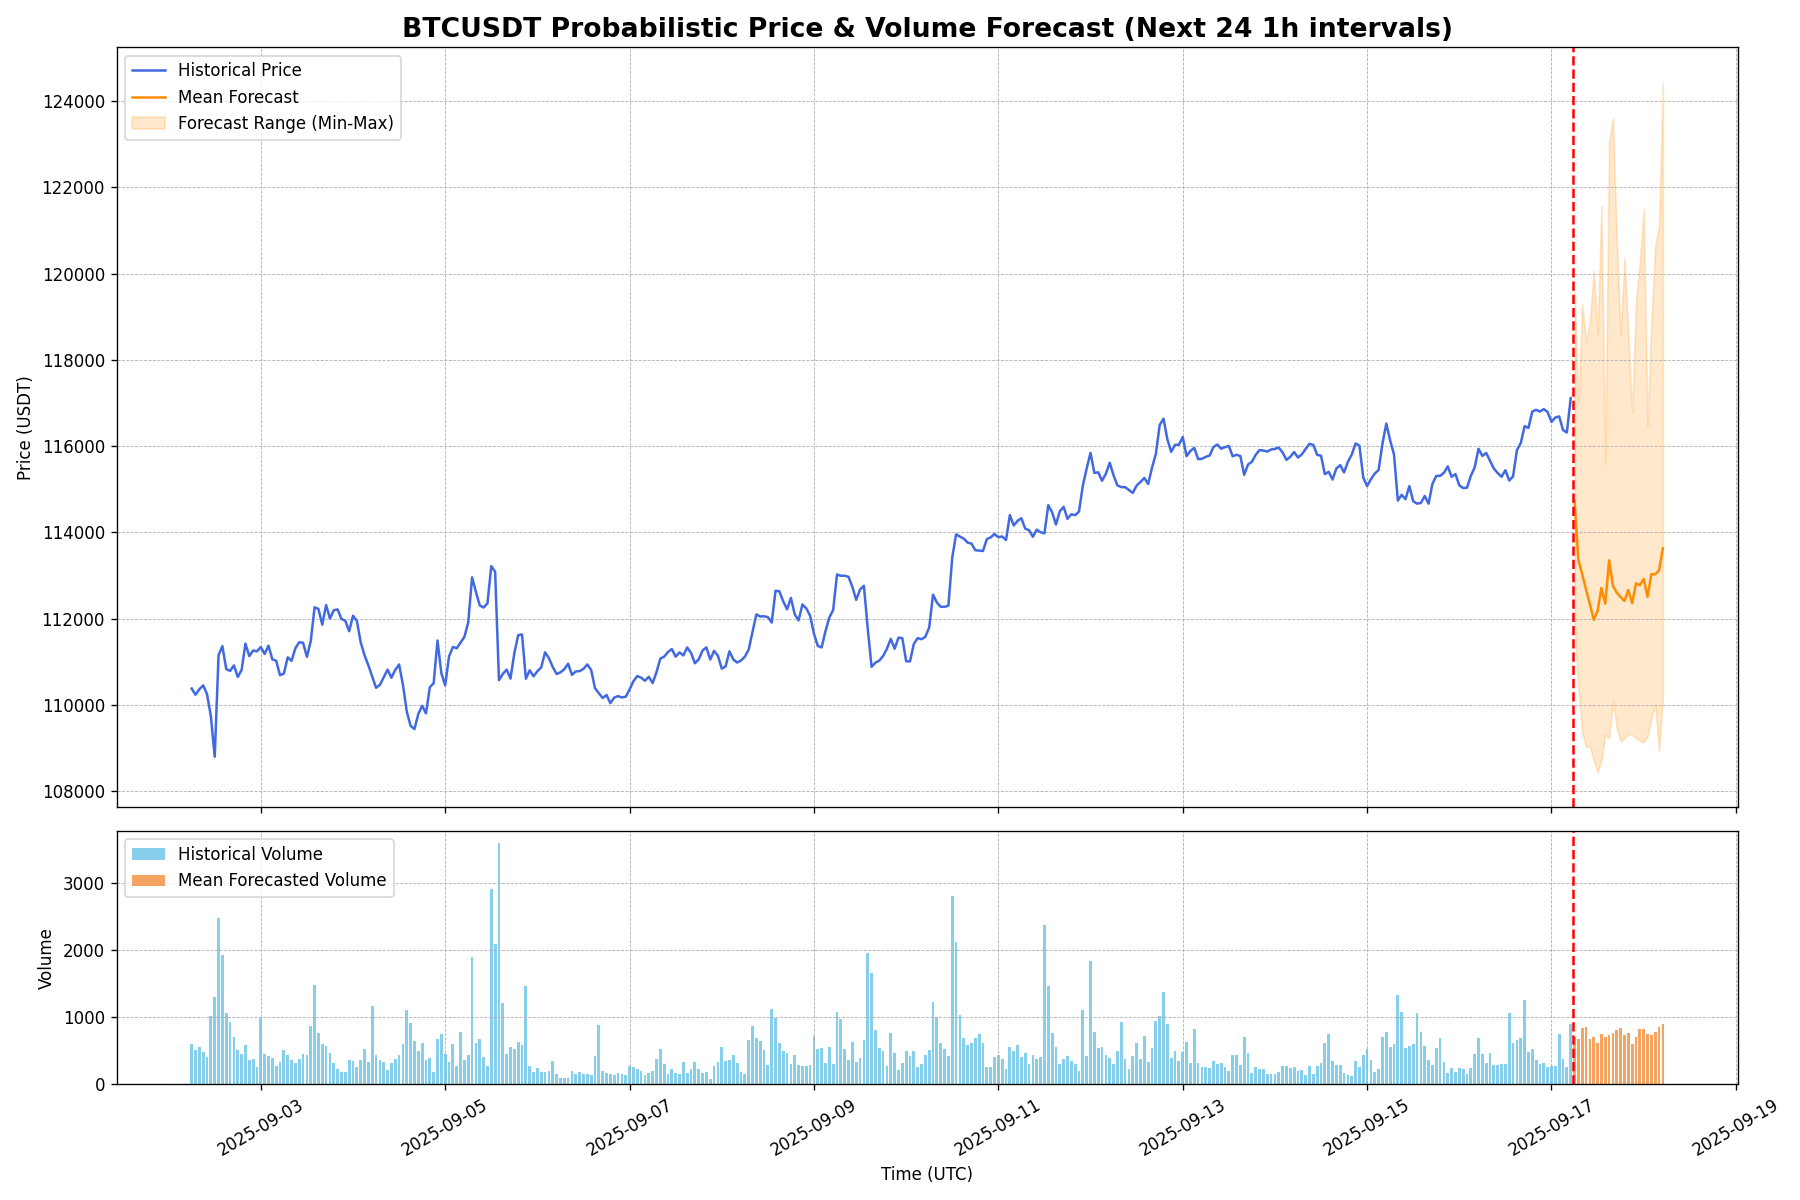 BTCUSDT Probabilistic Price & Volume Forecast (Next 24 1h intervals)
Historical Price
Mean Forecast
Forecast Range (Min-Max)
124000
122000
120000
118000
116000
114000
112000
110000
108000
Price (USDT)
Historical Volume
Mean Forecasted Volume
3000
2000
1000
0
Volume
2025-09-03
2025-09-05
2025-09-07
2025-09-09
2025-09-11
2025-09-13
2025-09-15
2025-09-17
2025-09-19
Time (UTC)